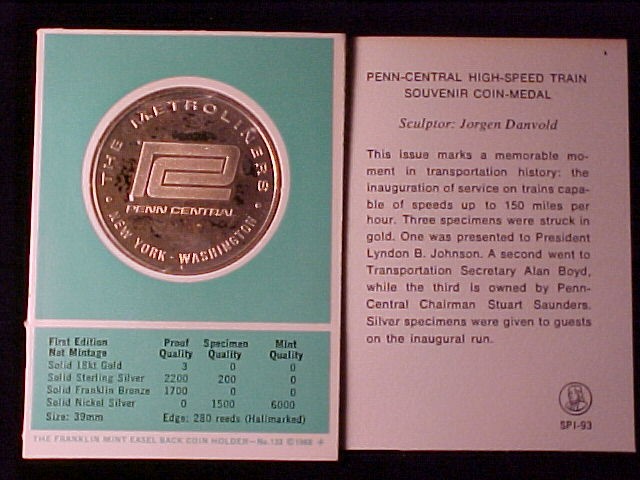 THE METROLINERS
PENN CENTRAL
NEW YORK - WASHINGTON
First Edition Proof Specimen Mint
Net Mintage Quality Quality Quality
Solid 18kt Gold 3 0 0
Solid Sterling Silver 2200 200 0
Solid Franklin Bronze 1700 0 0
Solid Nickel Silver 0 1500 6000
Size: 39mm Edge: 280 reeds (Hallmarked)
THE FRANKLIN MINT EASEL BACK COIN HOLDER—No. 133 ©1968
PENN-CENTRAL HIGH-SPEED TRAIN
SOUVENIR COIN-MEDAL
Sculptor: Jorgen Danvold
This issue marks a memorable mo-
ment in transportation history: the
inauguration of service on trains capa-
ble of speeds up to 150 miles per
hour. Three specimens were struck in
gold. One was presented to President
Lyndon B. Johnson. A second went to
Transportation Secretary Alan Boyd,
while the third is owned by Penn-
Central Chairman Stuart Saunders.
Silver specimens were given to guests
on the inaugural run.
SPI-93